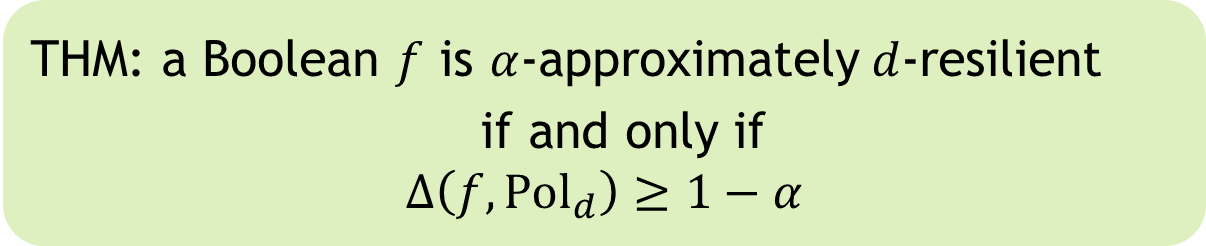 THM: a Boolean 𝑓 is 𝛼-approximately 𝑑-resilient
if and only if
Δ(𝑓, Pol_𝑑) ≥ 1 − 𝛼